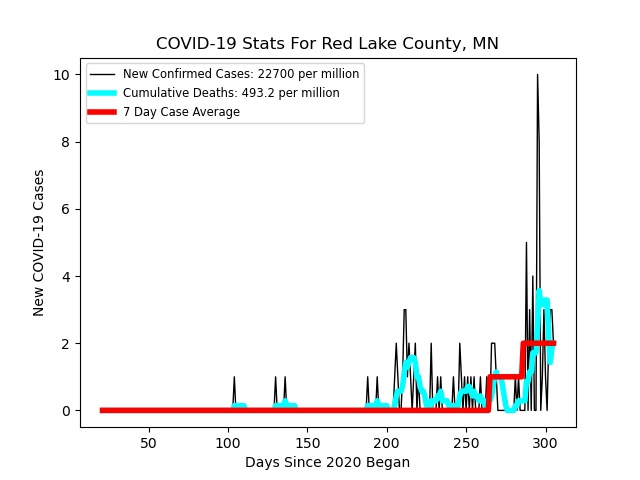 COVID-19 Stats For Red Lake County, MN
New Confirmed Cases: 22700 per million
Cumulative Deaths: 493.2 per million
7 Day Case Average
New COVID-19 Cases
10
8
6
4
2
0
50
100
150
200
250
300
Days Since 2020 Began